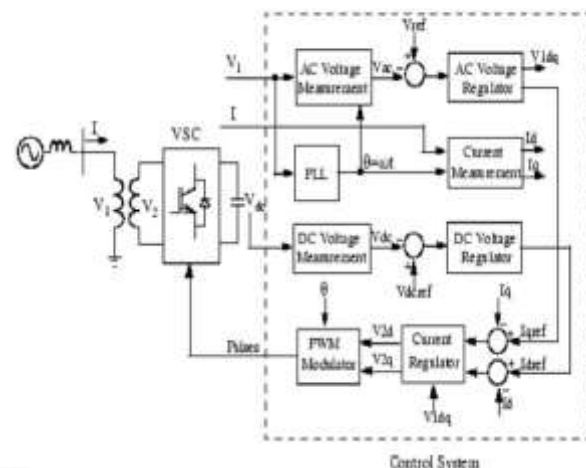 Vref
V1
AC Voltage
Measurement
Vac
AC Voltage
Regulator
V1dq
I
VSC
I
PLL
θ=ωt
Current
Measurement
Id
Iq
V1
V2
Vdc
DC Voltage
Measurement
Vdc
DC Voltage
Regulator
Vdcref
θ
Iq
Pulses
PWM
Modulator
V2d
V2q
Current
Regulator
Iqref
Idref
V1dq
Id
Control System